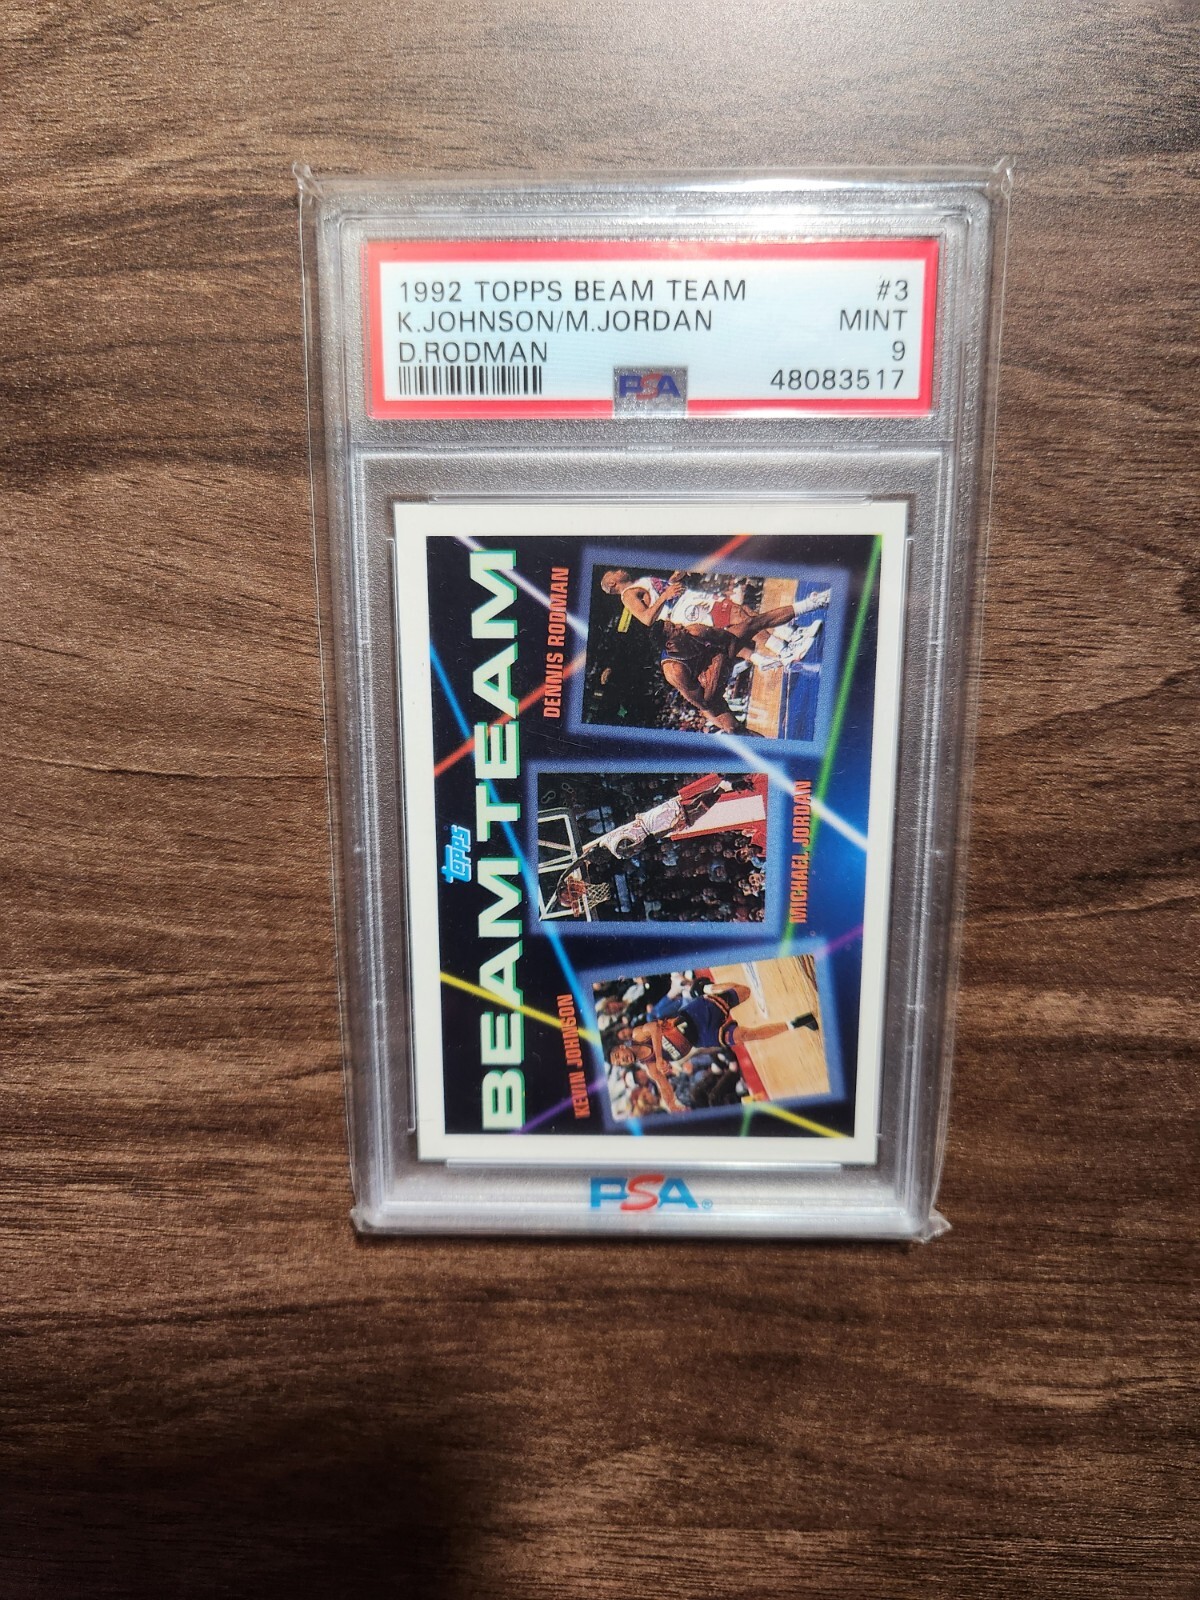 1992 TOPPS BEAM TEAM #3
K.JOHNSON/M.JORDAN MINT
D.RODMAN 9
PSA 48083517
Topps
BEAM TEAM
KEVIN JOHNSON
MICHAEL JORDAN
DENNIS RODMAN
PSA®